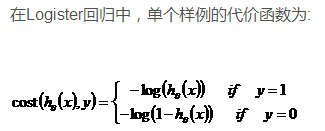 在Logister回归中，单个样例的代价函数为:
cost(hθ(x),y)={ -log(hθ(x)) if y=1
-log(1-hθ(x)) if y=0